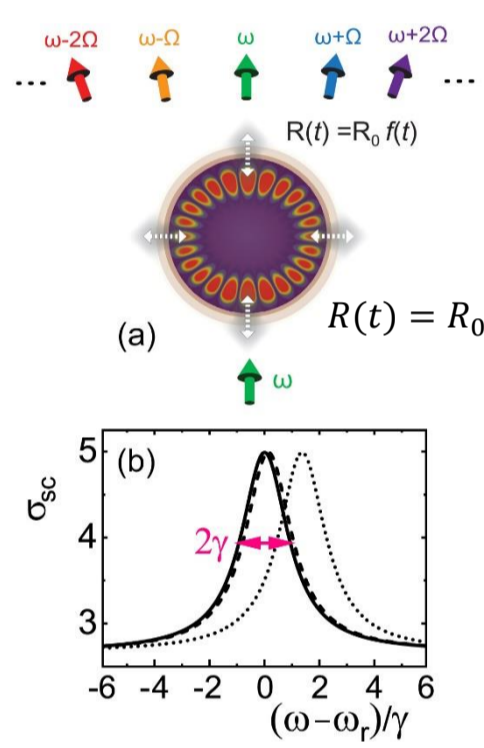 ω-2Ω ω-Ω ω ω+Ω ω+2Ω
... ...
R(t) =R₀ f(t)
R(t) = R₀
(a)
ω
(b)
5
4
3
σsc
2γ
-6 -4 -2 0 2 4 6
(ω-ωr)/γ